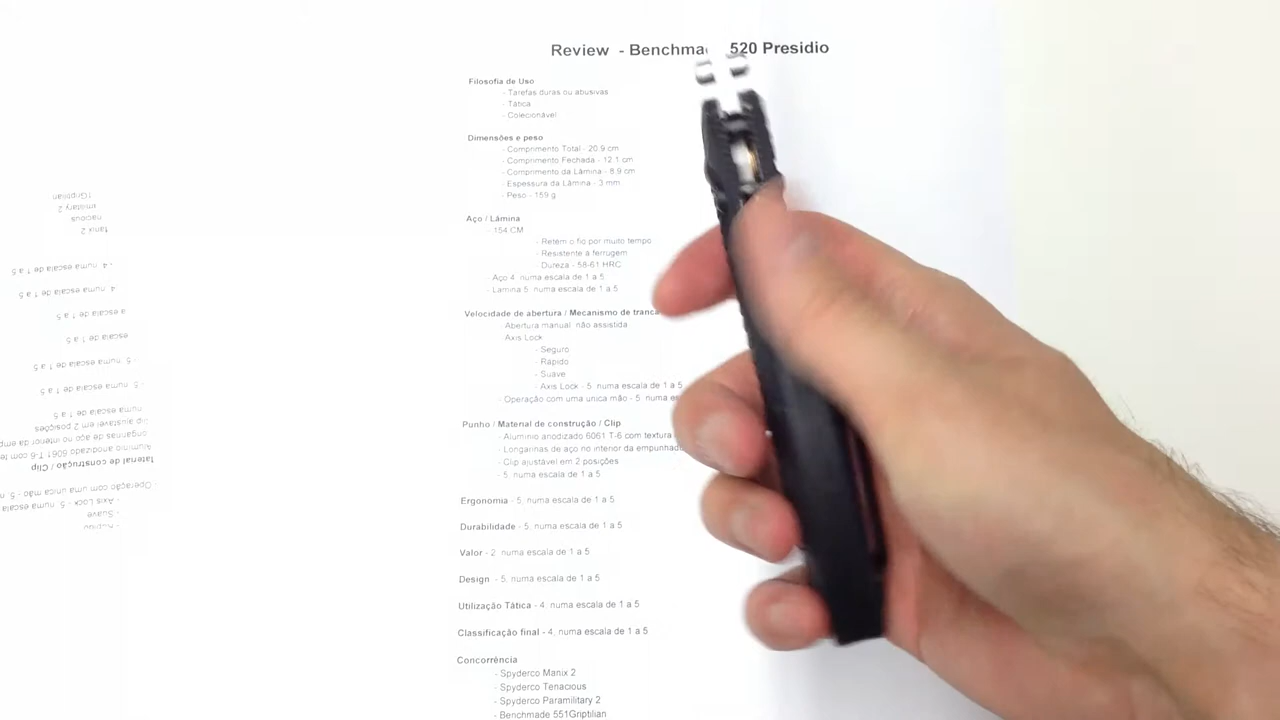 Review - Benchma 520 Presidio
Filosofia de Uso
- Tarefas duras ou abusivas
- Tática
- Colecionável
Dimensões e peso
- Comprimento Total - 20.9 cm
- Comprimento Fechada - 12.1 cm
- Comprimento da Lâmina - 8.9 cm
- Espessura da Lâmina - 3 mm
- Peso - 159 g
Aço / Lâmina
- 154 CM
- Retém o fio por muito tempo
- Resistente à ferrugem
Dureza - 58-61 HRC
- Aço 4. numa escala de 1 a 5
- Lamina 5. numa escala de 1 a 5
Velocidade de abertura / Mecanismo de tranca
Abertura manual não assistida
Axis Lock
- Seguro
- Rápido
- Suave
- Axis Lock - 5. numa escala de 1 a 5
- Operação com uma unica mão - 5. numa es
Punho / Material de construção / Clip
- Alumínio anodizado 6061 T-6 com textura
- Longarinas de aço no interior da empunhadu
- Clip ajustável em 2 posições
- 5. numa escala de 1 a 5
Ergonomia - 5. numa escala de 1 a 5
Durabilidade - 5. numa escala de 1 a 5
Valor - 2. numa escala de 1 a 5
Design - 5. numa escala de 1 a 5
Utilização Tática - 4. numa escala de 1 a 5
Classificação final - 4. numa escala de 1 a 5
Concorrência
- Spyderco Manix 2
- Spyderco Tenacious
- Spyderco Paramilitary 2
- Benchmade 551Griptilian